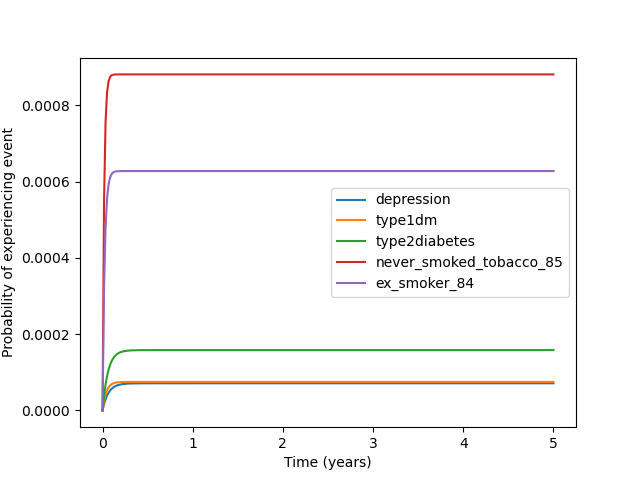 Probability of experiencing event
0.0008
0.0006
0.0004
0.0002
0.0000
depression
type1dm
type2diabetes
never_smoked_tobacco_85
ex_smoker_84
0 1 2 3 4 5
Time (years)